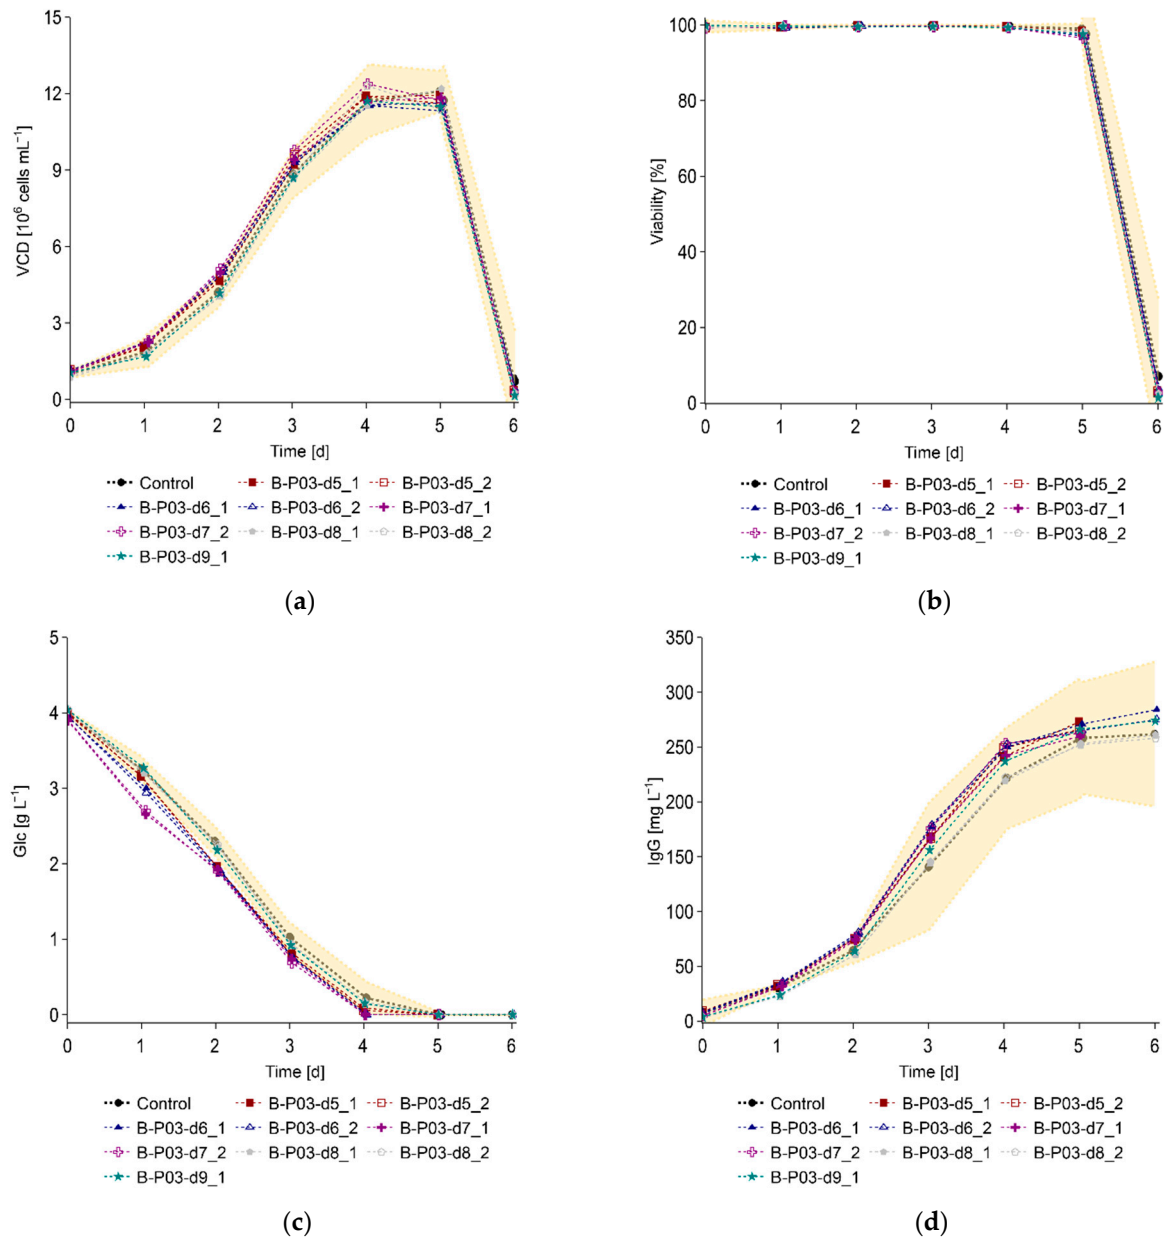 15
12
9
6
3
0
VCD [10⁶ cells mL⁻¹]
0 1 2 3 4 5 6
Time [d]
Control B-P03-d5_1 B-P03-d5_2
B-P03-d6_1 B-P03-d6_2 B-P03-d7_1
B-P03-d7_2 B-P03-d8_1 B-P03-d8_2
B-P03-d9_1
(a)
100
80
60
40
20
0
Viability [%]
0 1 2 3 4 5 6
Time [d]
Control B-P03-d5_1 B-P03-d5_2
B-P03-d6_1 B-P03-d6_2 B-P03-d7_1
B-P03-d7_2 B-P03-d8_1 B-P03-d8_2
B-P03-d9_1
(b)
5
4
3
2
1
0
Glc [g L⁻¹]
0 1 2 3 4 5 6
Time [d]
Control B-P03-d5_1 B-P03-d5_2
B-P03-d6_1 B-P03-d6_2 B-P03-d7_1
B-P03-d7_2 B-P03-d8_1 B-P03-d8_2
B-P03-d9_1
(c)
350
300
250
200
150
100
50
0
IgG [mg L⁻¹]
0 1 2 3 4 5 6
Time [d]
Control B-P03-d5_1 B-P03-d5_2
B-P03-d6_1 B-P03-d6_2 B-P03-d7_1
B-P03-d7_2 B-P03-d8_1 B-P03-d8_2
B-P03-d9_1
(d)